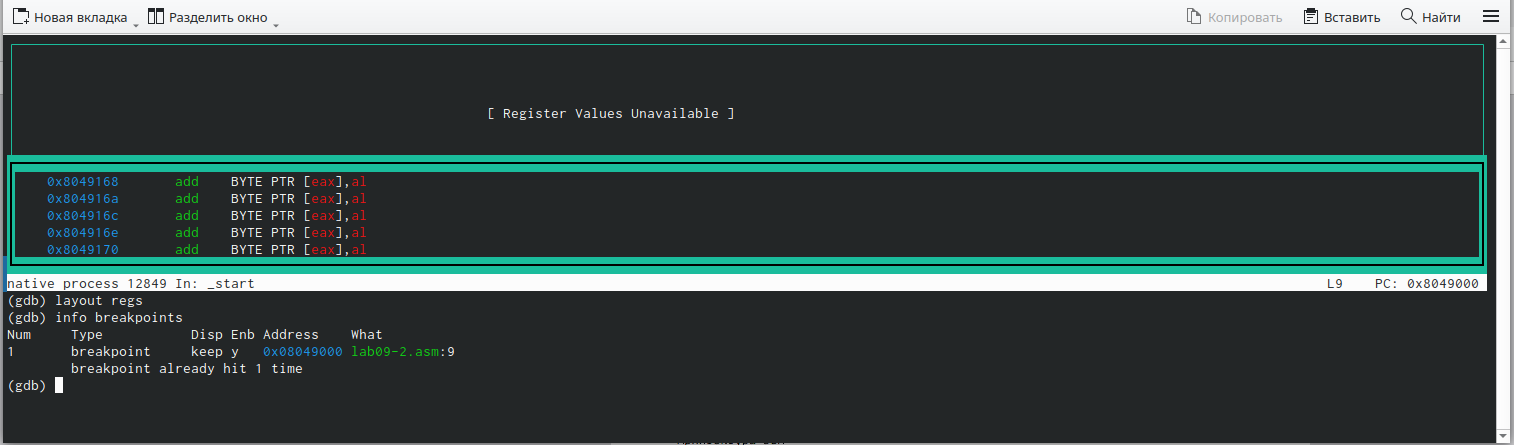 Новая вкладка Разделить окно Копировать Вставить Найти
[ Register Values Unavailable ]
0x8049168 add BYTE PTR [eax],al
0x804916a add BYTE PTR [eax],al
0x804916c add BYTE PTR [eax],al
0x804916e add BYTE PTR [eax],al
0x8049170 add BYTE PTR [eax],al
native process 12849 In: _start L9 PC: 0x8049000
(gdb) layout regs
(gdb) info breakpoints
Num Type Disp Enb Address What
1 breakpoint keep y 0x08049000 lab09-2.asm:9
breakpoint already hit 1 time
(gdb)